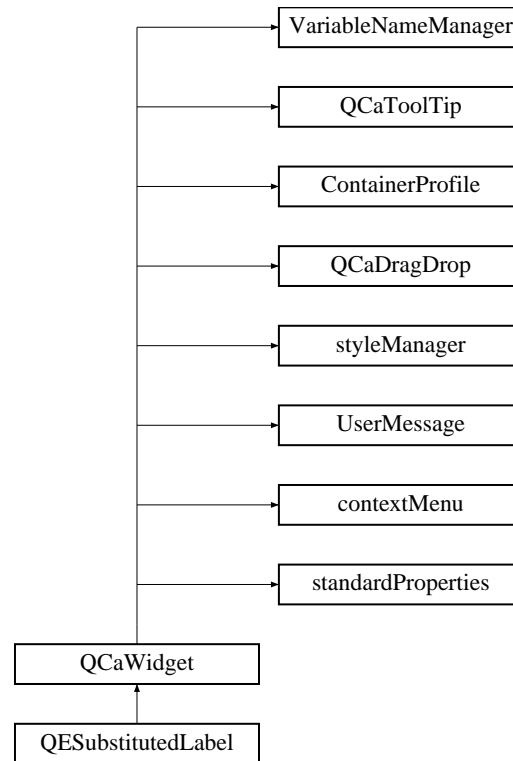 VariableNameManager
QCaToolTip
ContainerProfile
QCaDragDrop
styleManager
UserMessage
contextMenu
standardProperties
QCaWidget
QESubstitutedLabel